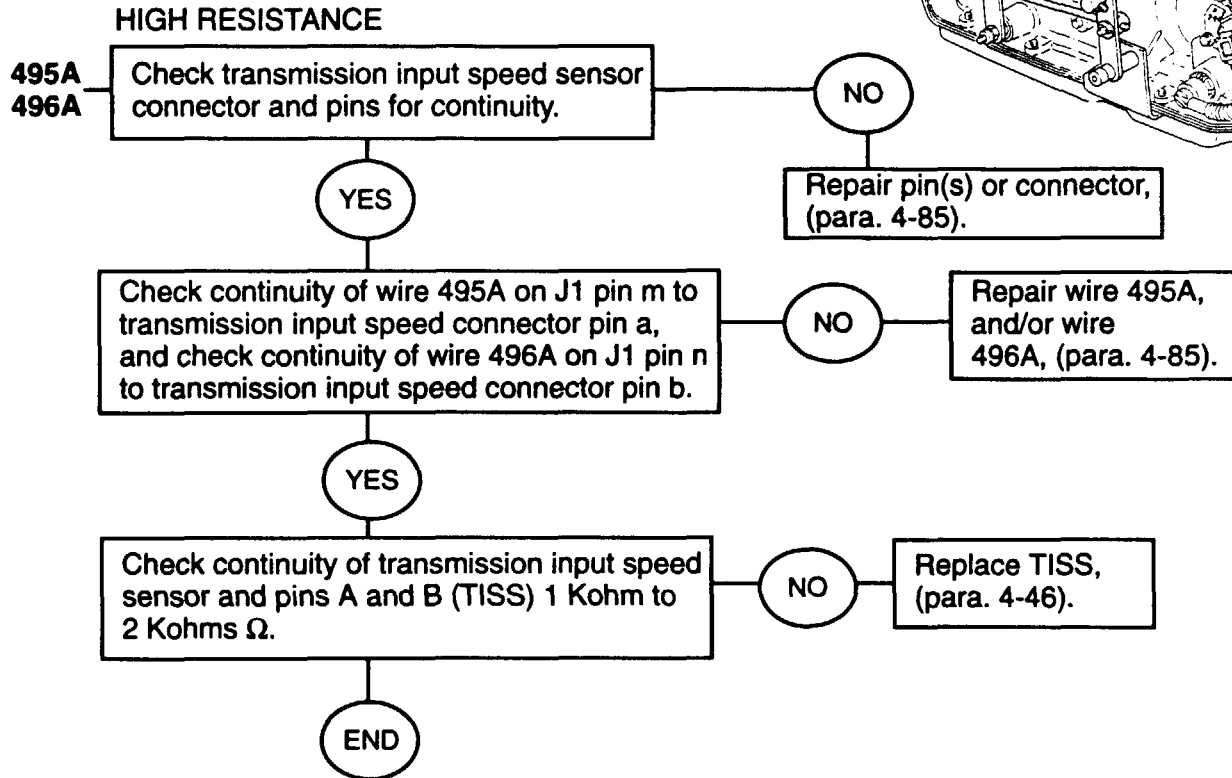 HIGH RESISTANCE
495A
496A
Check transmission input speed sensor
connector and pins for continuity.
NO
YES
Repair pin(s) or connector,
(para. 4-85).
Check continuity of wire 495A on J1 pin m to
transmission input speed connector pin a,
and check continuity of wire 496A on J1 pin n
to transmission input speed connector pin b.
NO
Repair wire 495A,
and/or wire
496A, (para. 4-85).
YES
Check continuity of transmission input speed
sensor and pins A and B (TISS) 1 Kohm to
2 Kohms Ω.
NO
Replace TISS,
(para. 4-46).
END